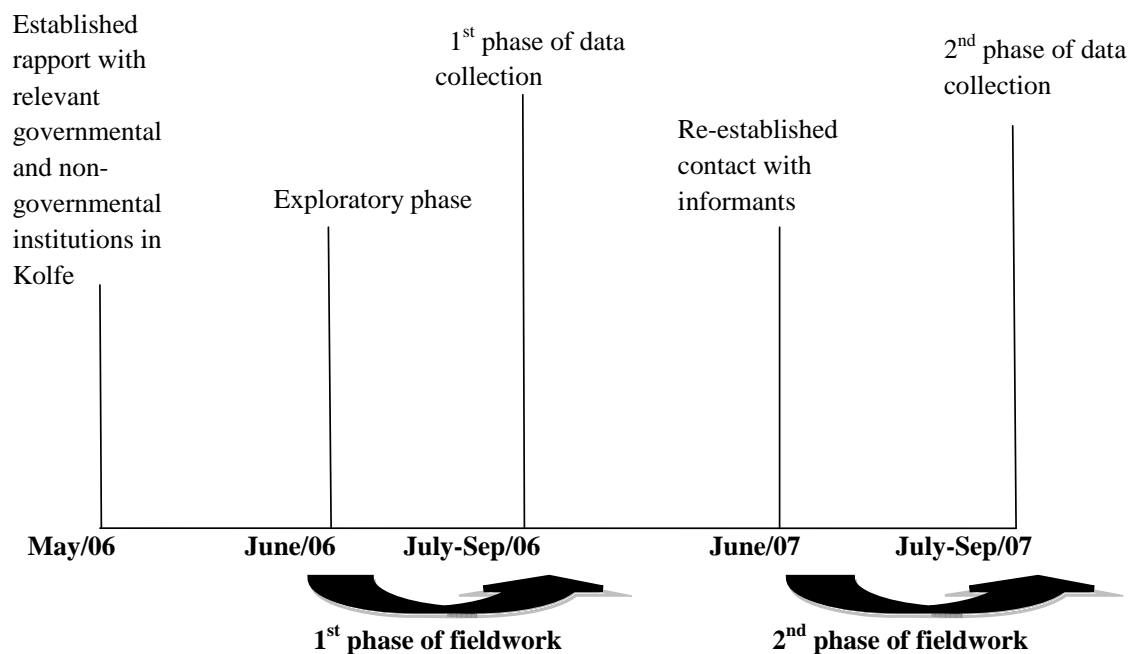 Established
rapport with
relevant
governmental
and non-
governmental
institutions in
Kolfe
Exploratory phase
1st phase of data
collection
Re-established
contact with
informants
2nd phase of data
collection
May/06
June/06
July-Sep/06
June/07
July-Sep/07
1st phase of fieldwork
2nd phase of fieldwork